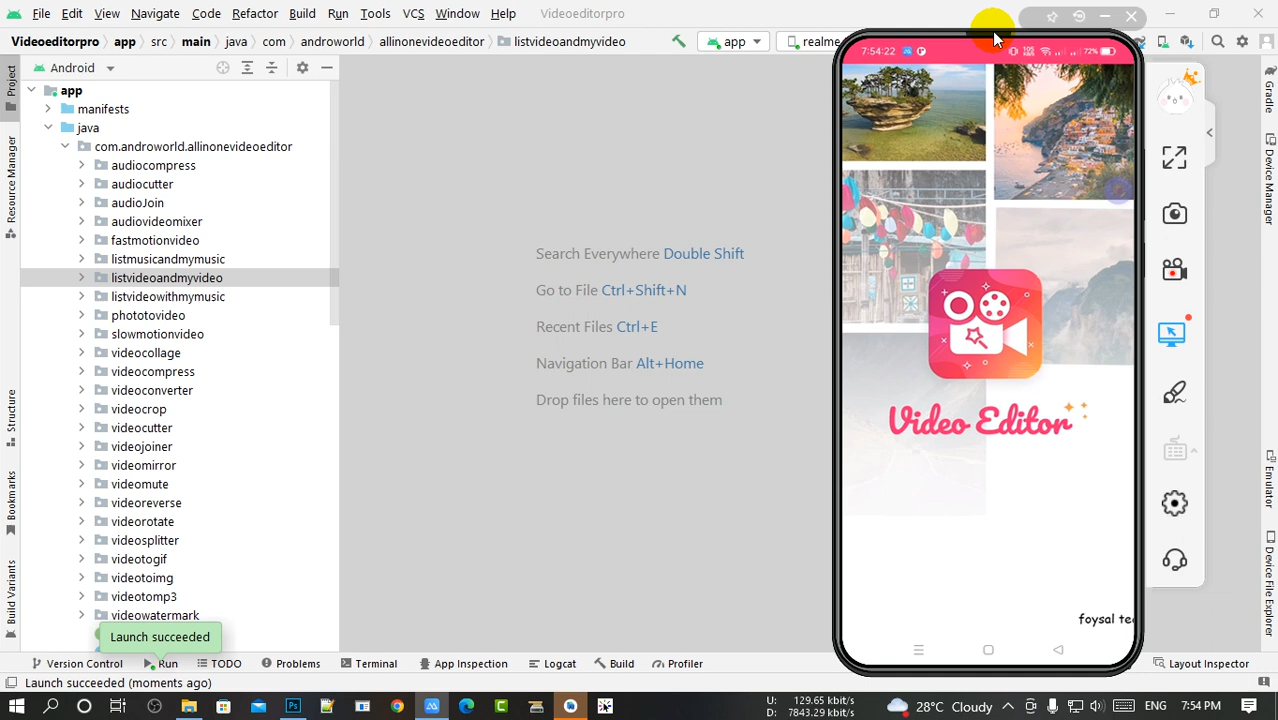 File Edit View Navigate Code Refactor Build Run Tools VCS Window Help Videoeditorpro
Videoeditorpro app src main java com androworld allinonevideoeditor listvideoandmyvideo app realme
Android
app
manifests
java
com.androworld.allinonevideoeditor
audiocompress
audiocutter
audioJoin
audiovideomixer
fastmotionvideo
listmusicandmymusic
listvideoandmyvideo
listvideowithmymusic
phototovideo
slowmotionvideo
videocollage
videocompress
videoconverter
videocrop
videocutter
videojoiner
videomirror
videomute
videoreverse
videorotate
videosplitter
videotogif
videotoimg
videotomp3
videowatermark
Launch succeeded
Project
Resource Manager
Structure
Bookmarks
Build Variants
Search Everywhere Double Shift
Go to File Ctrl+Shift+N
Recent Files Ctrl+E
Navigation Bar Alt+Home
Drop files here to open them
7:54:22 72%
Video Editor
foysal tec
Gradle
Device Manager
Emulator
Device File Explorer
Version Control Run TODO Problems Terminal App Inspection Logcat Build Profiler Layout Inspector
Launch succeeded (moments ago)
U: 129.65 kbit/s
D: 7843.29 kbit/s
28°C Cloudy ENG 7:54 PM